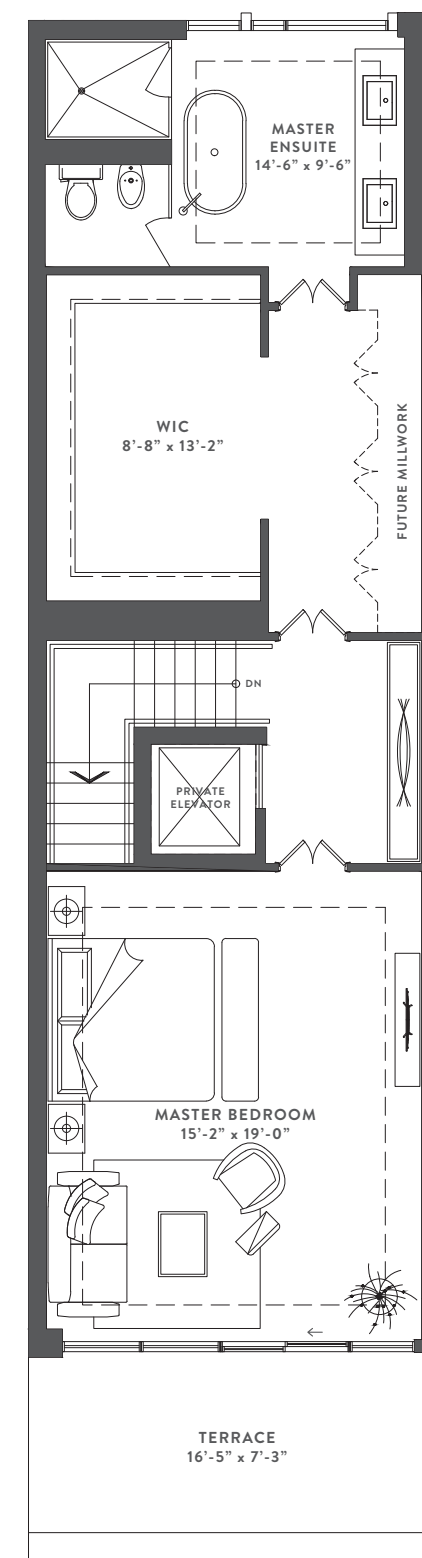 MASTER
ENSUITE
14'-6" x 9'-6"
WIC
8'-8" x 13'-2"
FUTURE MILLWORK
DN
PRIVATE
ELEVATOR
MASTER BEDROOM
15'-2" x 19'-0"
TERRACE
16'-5" x 7'-3"